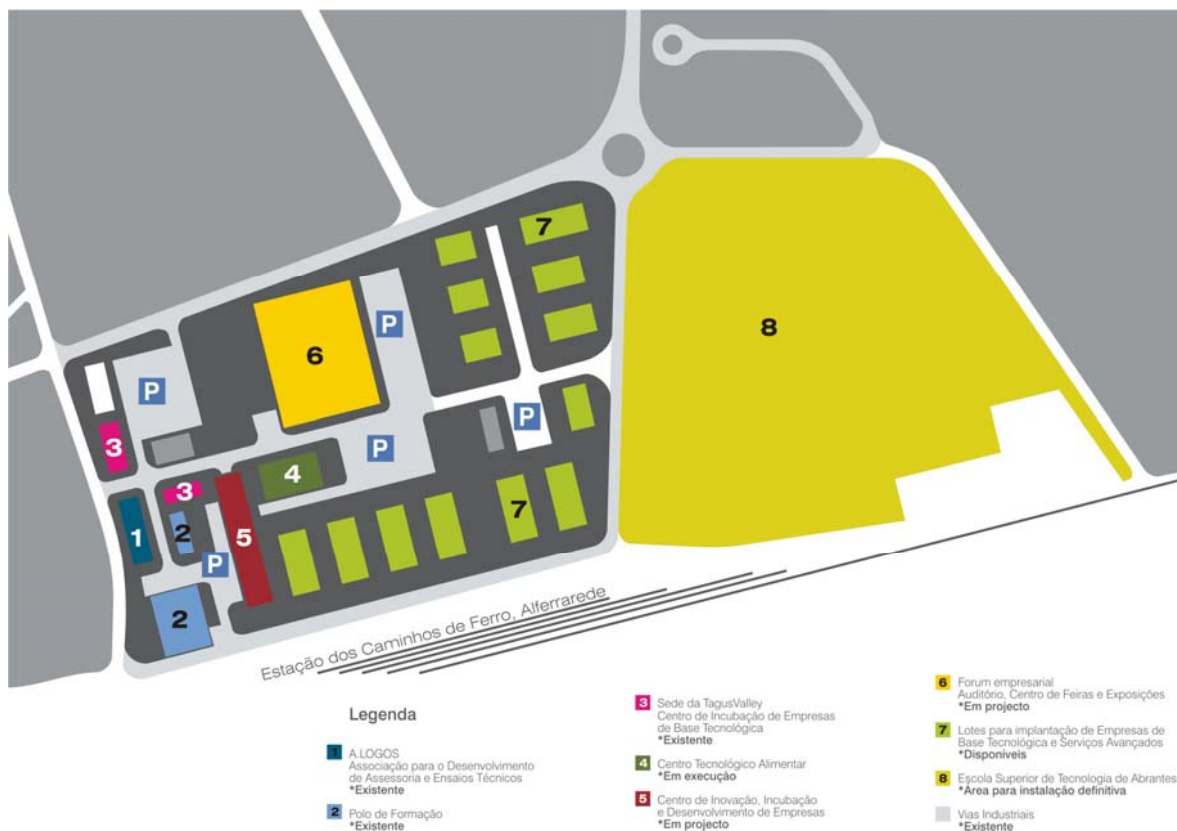 7
8
6
P
P
P
3
P
4
3
7
1
2
5
P
2
Estação dos Caminhos de Ferro, Alferrarede
Legenda
1 A.LOGOS
Associação para o Desenvolvimento
de Assessoria e Ensaios Técnicos
*Existente
2 Polo de Formação
*Existente
3 Sede da TagusValley
Centro de Incubação de Empresas
de Base Tecnológica
*Existente
4 Centro Tecnológico Alimentar
*Em execução
5 Centro de Inovação, Incubação
e Desenvolvimento de Empresas
*Em projecto
6 Forum empresarial
Auditório, Centro de Feiras e Exposições
*Em projecto
7 Lotes para implantação de Empresas de
Base Tecnológica e Serviços Avançados
*Disponíveis
8 Escola Superior de Tecnologia de Abrantes
*Área para instalação definitiva
Vias Industriais
*Existente